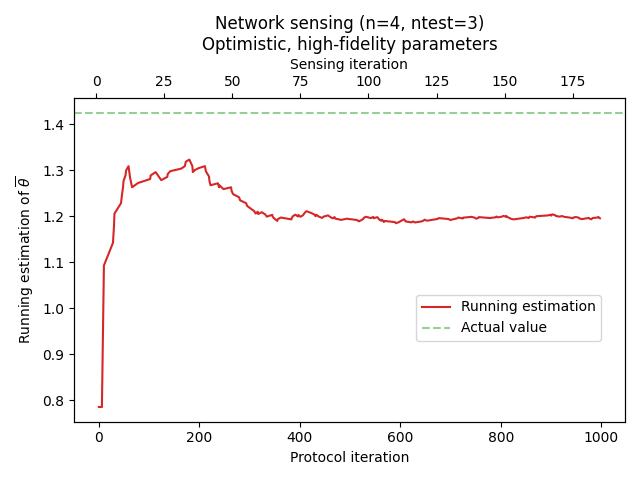 Network sensing (n=4, ntest=3)
Optimistic, high-fidelity parameters
Sensing iteration
0 25 50 75 100 125 150 175
Running estimation of θ̅
1.4
1.3
1.2
1.1
1.0
0.9
0.8
Running estimation
Actual value
0 200 400 600 800 1000
Protocol iteration